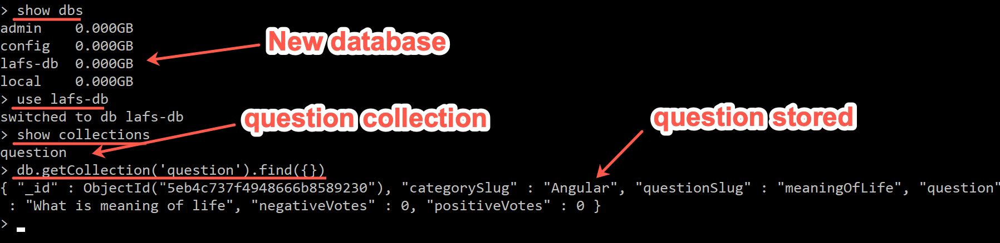 > show dbs
admin    0.000GB
New database
config   0.000GB
lafs-db  0.000GB
local    0.000GB
> use lafs-db
switched to db lafs-db
question collection
question stored
> show collections
question
> db.getCollection('question').find({})
{ "_id" : ObjectId("5eb4c737f4948666b8589230"), "categorySlug" : "Angular", "questionSlug" : "meaningOfLife", "question"
 : "What is meaning of life", "negativeVotes" : 0, "positiveVotes" : 0 }
>